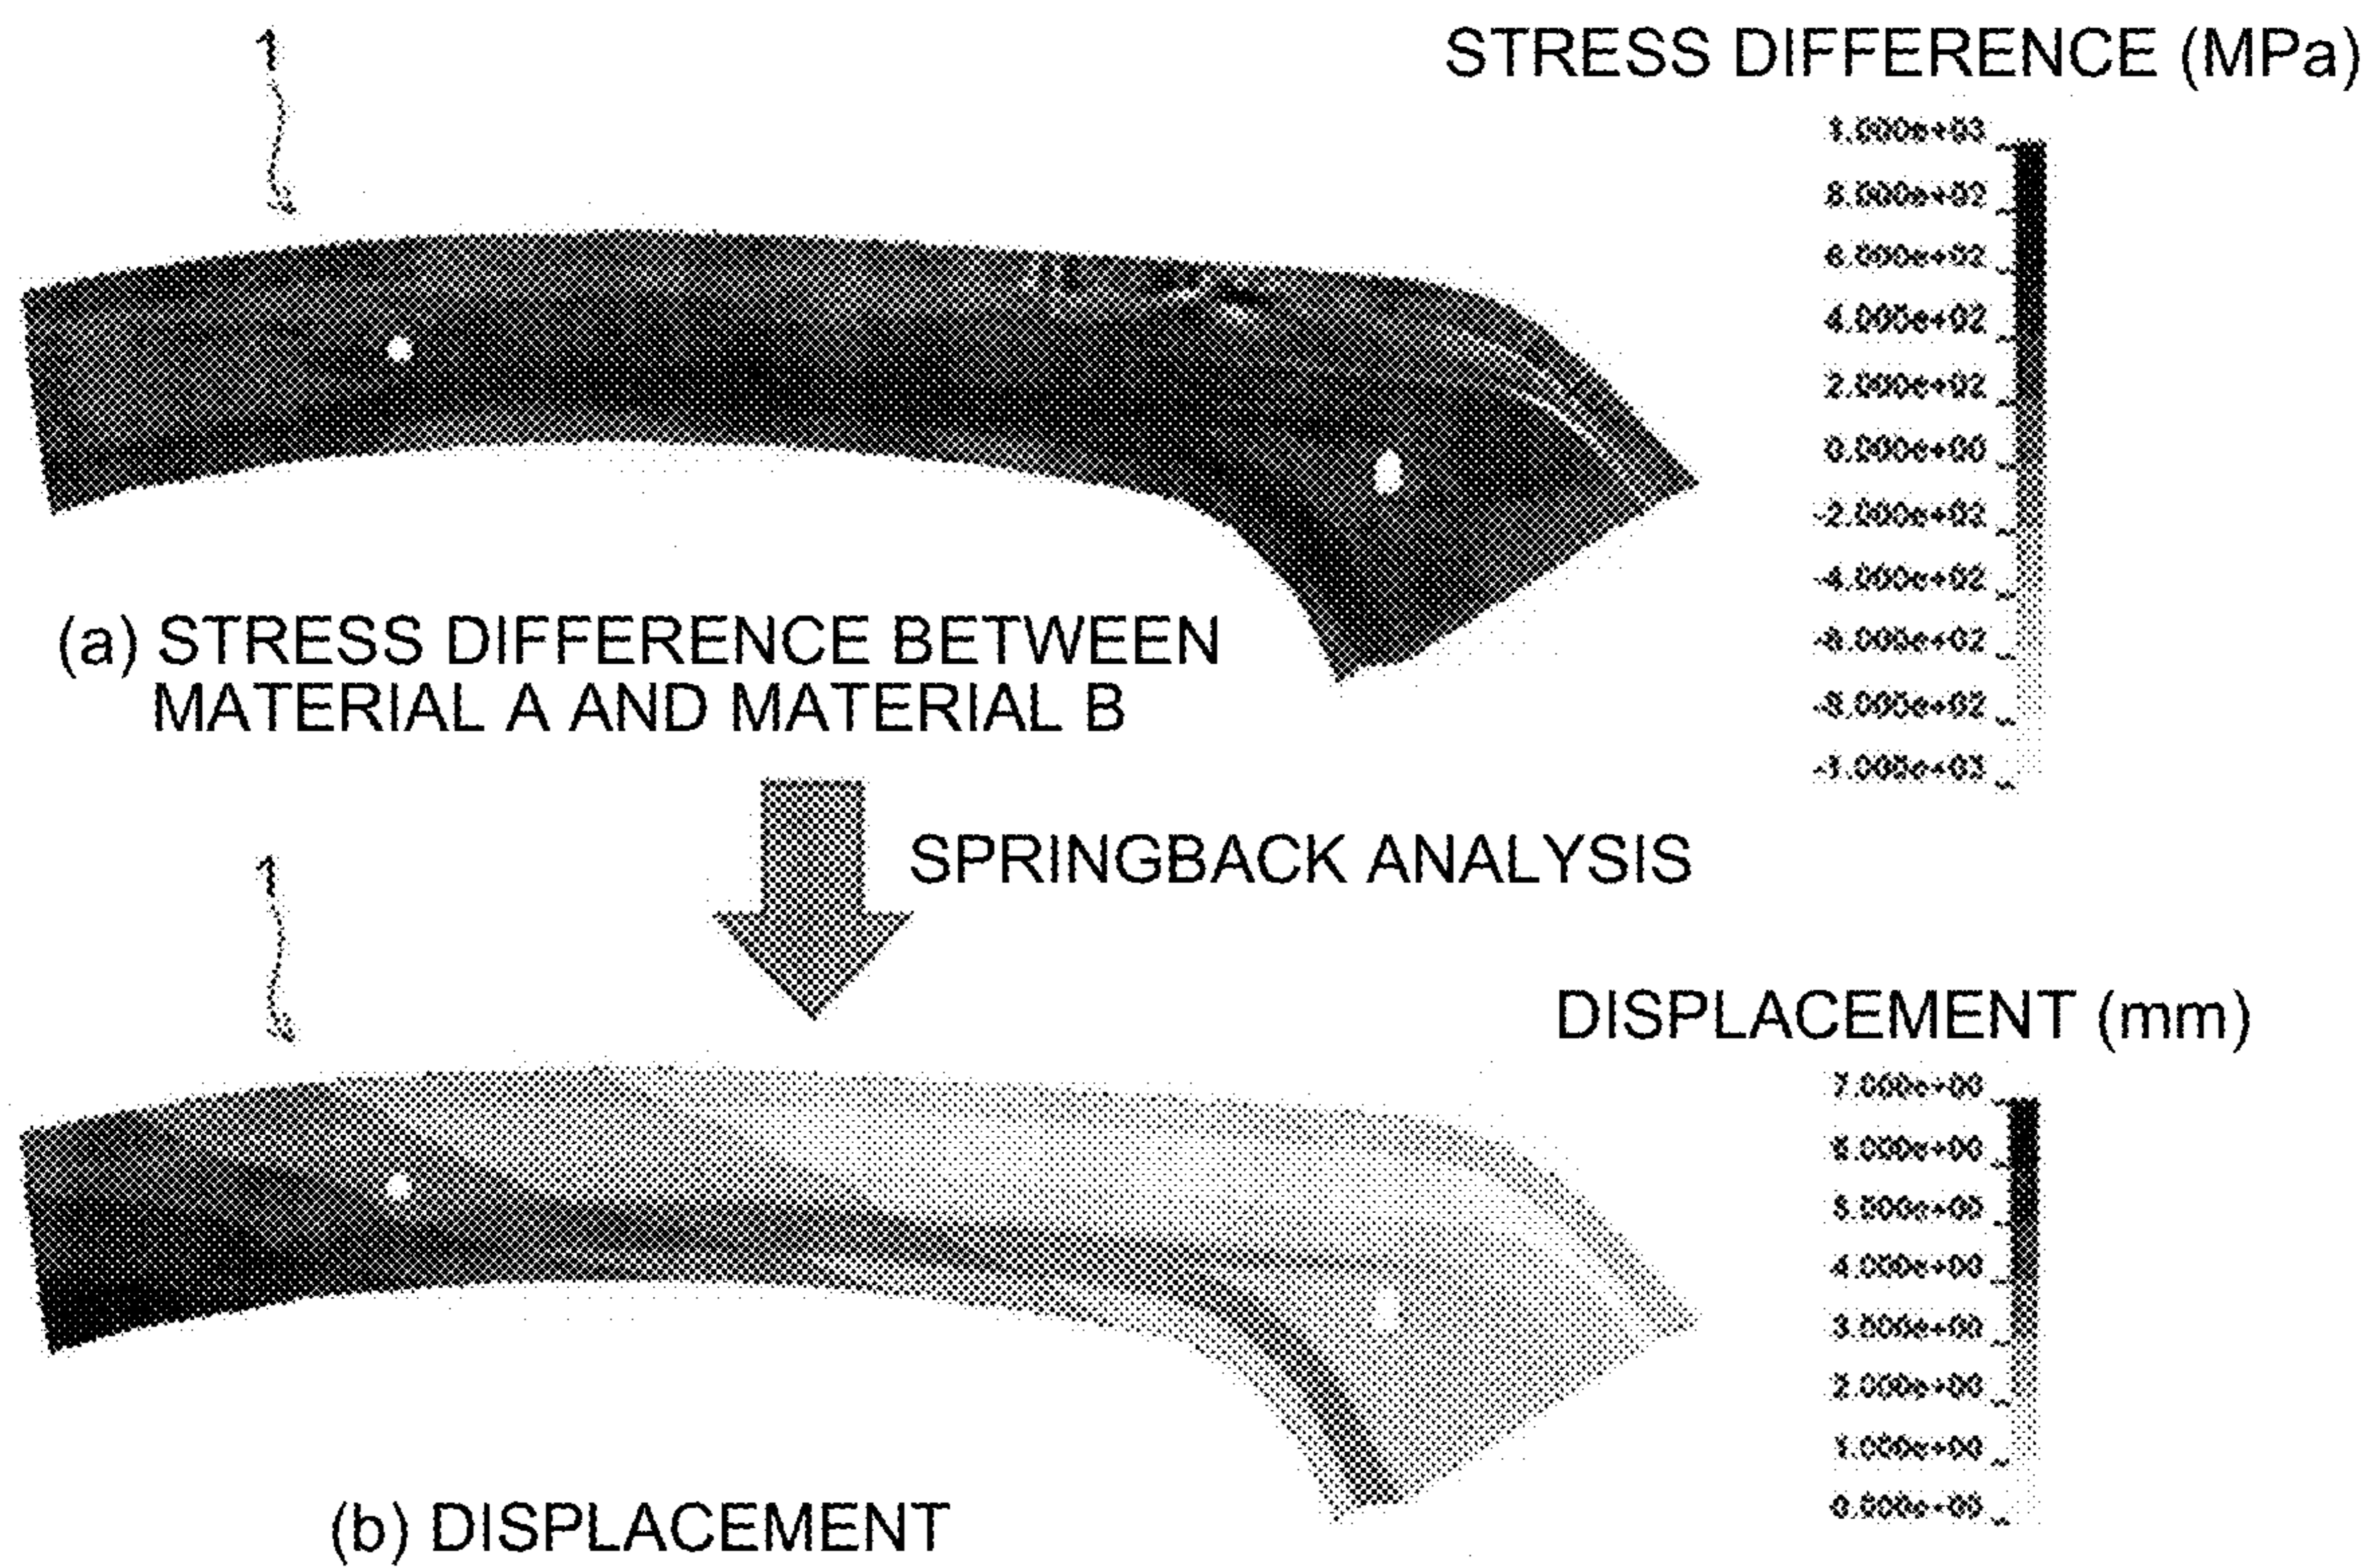 1
STRESS DIFFERENCE (MPa)
1.000e+03
8.000e+02
6.000e+02
4.000e+02
2.000e+02
0.000e+00
-2.000e+02
-4.000e+02
-6.000e+02
-8.000e+02
-1.000e+03
(a) STRESS DIFFERENCE BETWEEN
MATERIAL A AND MATERIAL B
SPRINGBACK ANALYSIS
1
DISPLACEMENT (mm)
7.000e+00
6.000e+00
5.000e+00
4.000e+00
3.000e+00
2.000e+00
1.000e+00
0.000e+00
(b) DISPLACEMENT